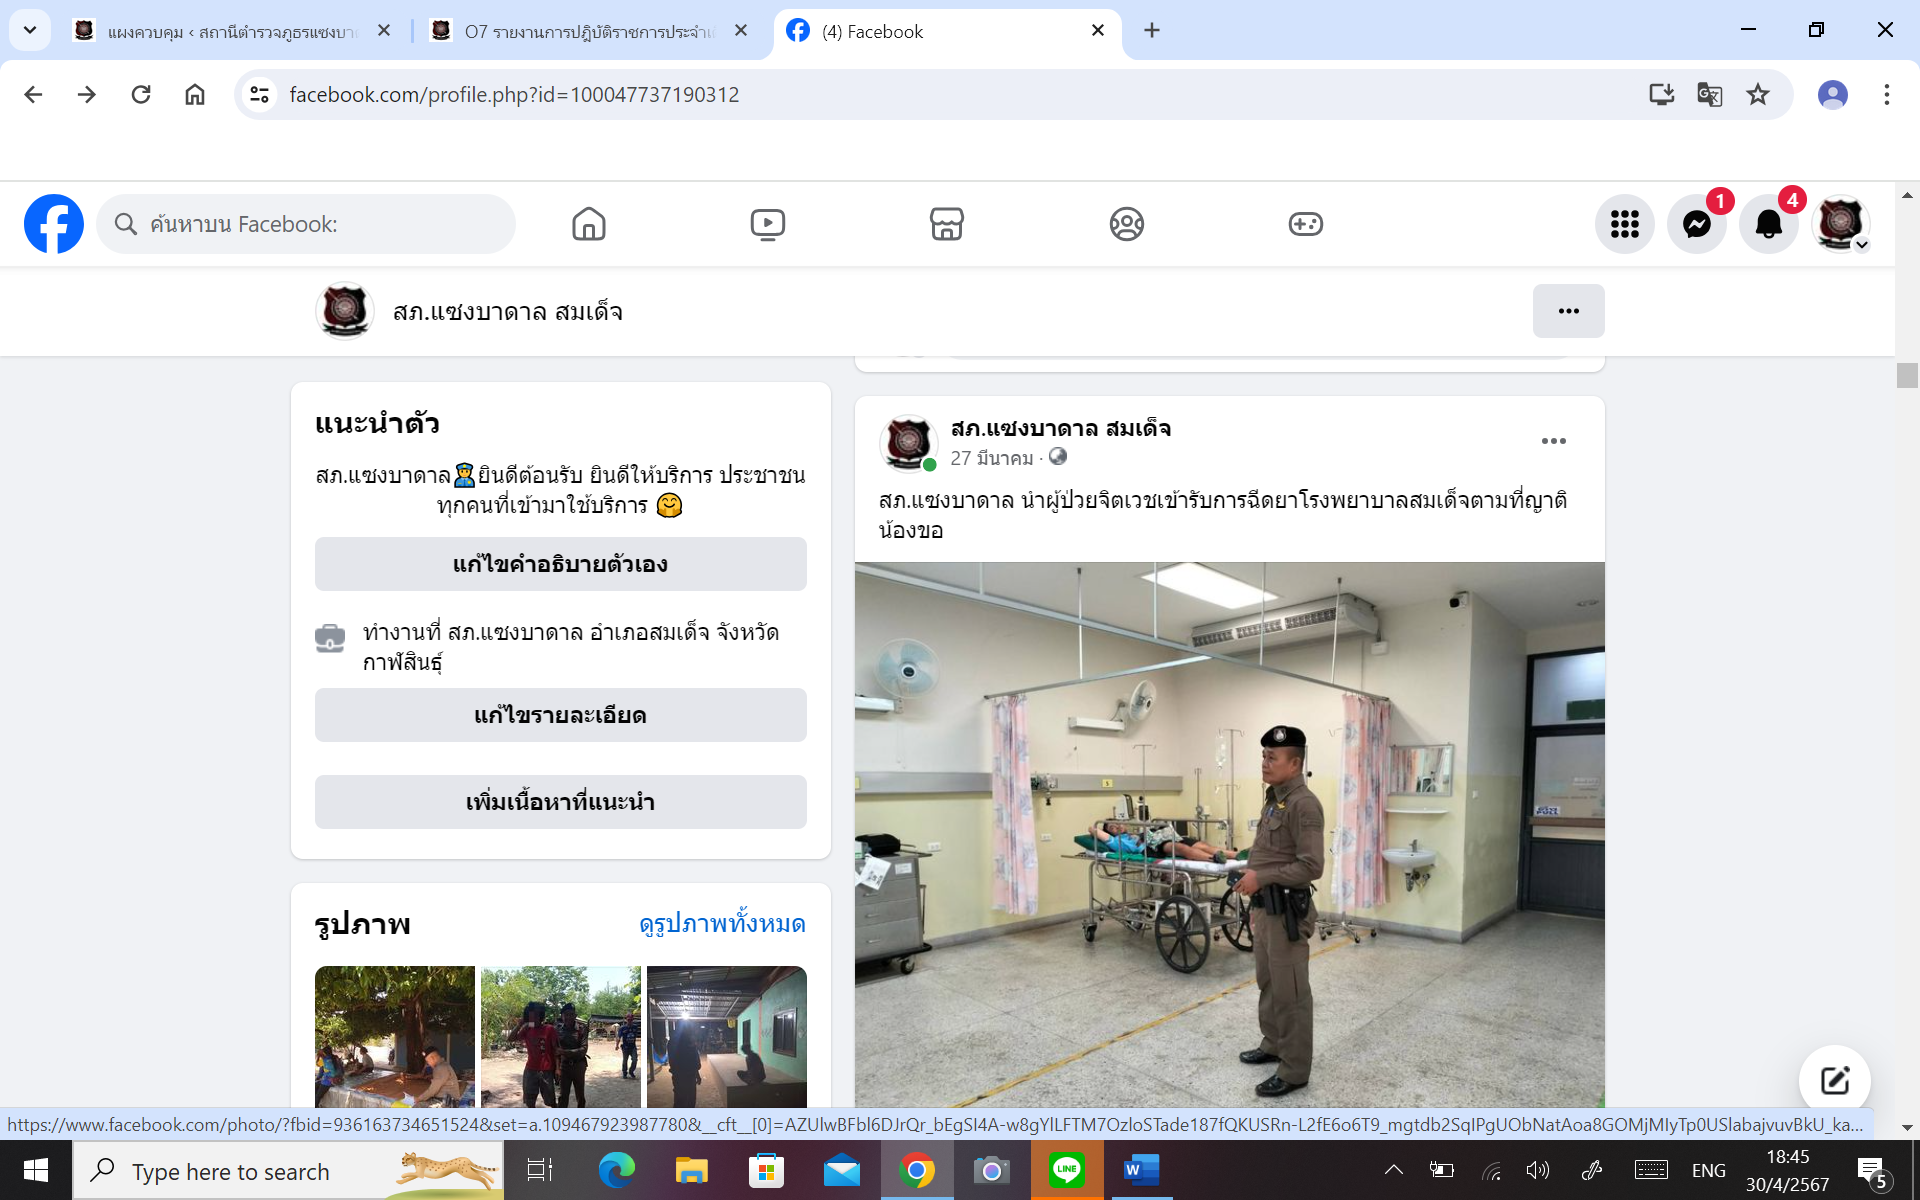 แผงควบคุม ‹ สถานีตำรวจภูธรแซงบาด
O7 รายงานการปฏิบัติราชการประจำเ
(4) Facebook
facebook.com/profile.php?id=100047737190312
ค้นหาบน Facebook:
1
4
สภ.แซงบาดาล สมเด็จ
แนะนำตัว
สภ.แซงบาดาล👮ยินดีต้อนรับ ยินดีให้บริการ ประชาชน
ทุกคนที่เข้ามาใช้บริการ 🤗
แก้ไขคำอธิบายตัวเอง
ทำงานที่ สภ.แซงบาดาล อำเภอสมเด็จ จังหวัด
กาฬสินธุ์
แก้ไขรายละเอียด
เพิ่มเนื้อหาที่แนะนำ
รูปภาพ
ดูรูปภาพทั้งหมด
สภ.แซงบาดาล สมเด็จ
27 มีนาคม ·
สภ.แซงบาดาล นำผู้ป่วยจิตเวชเข้ารับการฉีดยาโรงพยาบาลสมเด็จตามที่ญาติ
น้องขอ
https://www.facebook.com/photo/?fbid=936163734651524&set=a.109467923987780&__cft__[0]=AZUlwBFbl6DJrQr_bEgSI4A-w8gYlLFTM7OzloSTade187fQKUSRn-L2fE6o6T9_mgtdb2SqIPgUObNatAoa8GOMjMIyTp0USlabajvuvBkU_ka...
Type here to search
LINE
W
ENG
18:45
30/4/2567
5